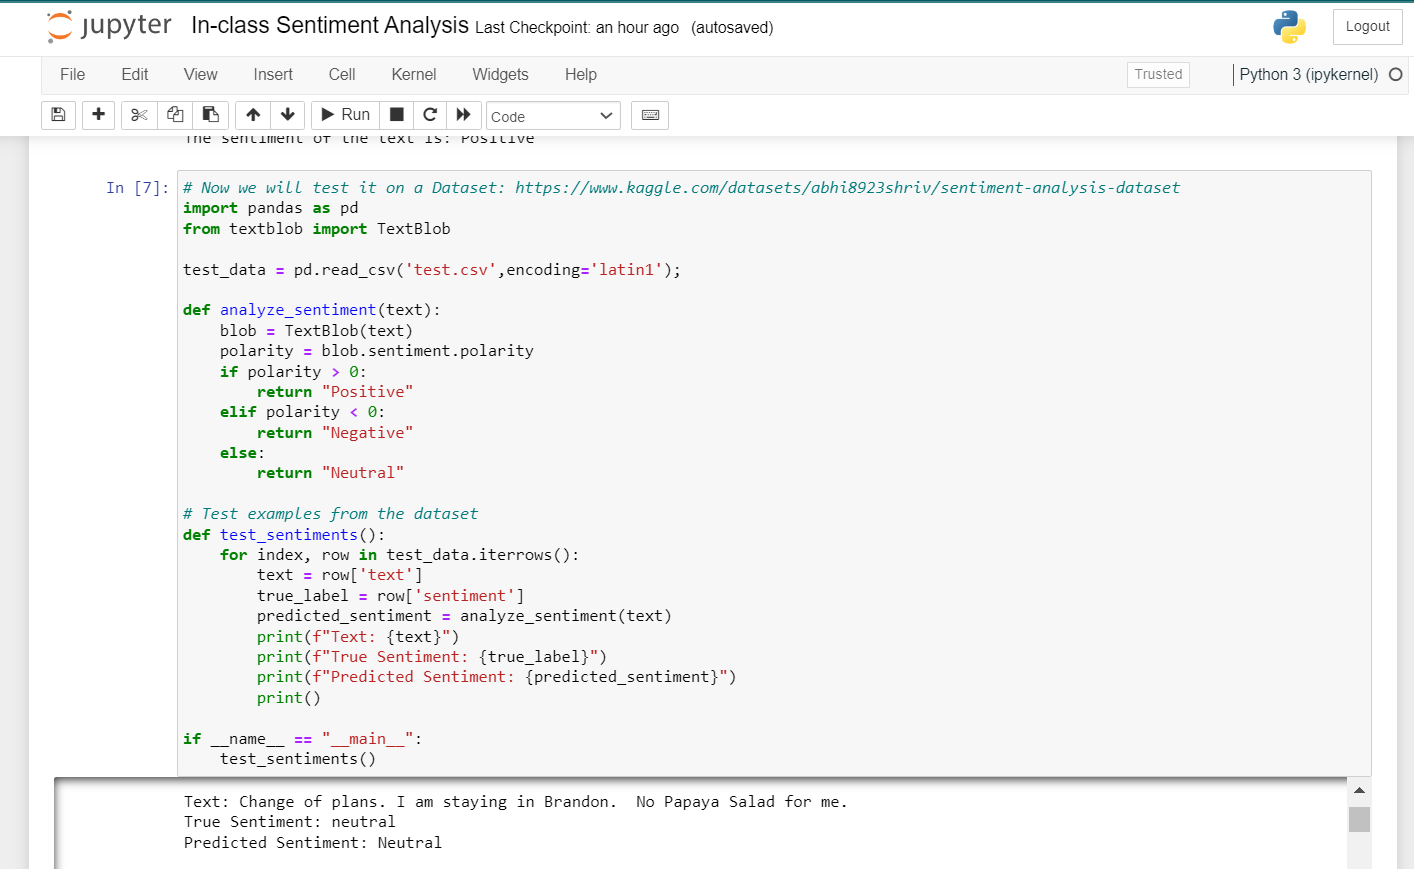 jupyter In-class Sentiment Analysis Last Checkpoint: an hour ago (autosaved) Logout
File Edit View Insert Cell Kernel Widgets Help Trusted Python 3 (ipykernel)
Run Code
The sentiment of the text is: Positive
In [7]: # Now we will test it on a Dataset: https://www.kaggle.com/datasets/abhi8923shriv/sentiment-analysis-dataset
import pandas as pd
from textblob import TextBlob
test_data = pd.read_csv('test.csv',encoding='latin1');
def analyze_sentiment(text):
    blob = TextBlob(text)
    polarity = blob.sentiment.polarity
    if polarity > 0:
        return "Positive"
    elif polarity < 0:
        return "Negative"
    else:
        return "Neutral"
# Test examples from the dataset
def test_sentiments():
    for index, row in test_data.iterrows():
        text = row['text']
        true_label = row['sentiment']
        predicted_sentiment = analyze_sentiment(text)
        print(f"Text: {text}")
        print(f"True Sentiment: {true_label}")
        print(f"Predicted Sentiment: {predicted_sentiment}")
        print()
if __name__ == "__main__":
    test_sentiments()
Text: Change of plans. I am staying in Brandon.  No Papaya Salad for me.
True Sentiment: neutral
Predicted Sentiment: Neutral